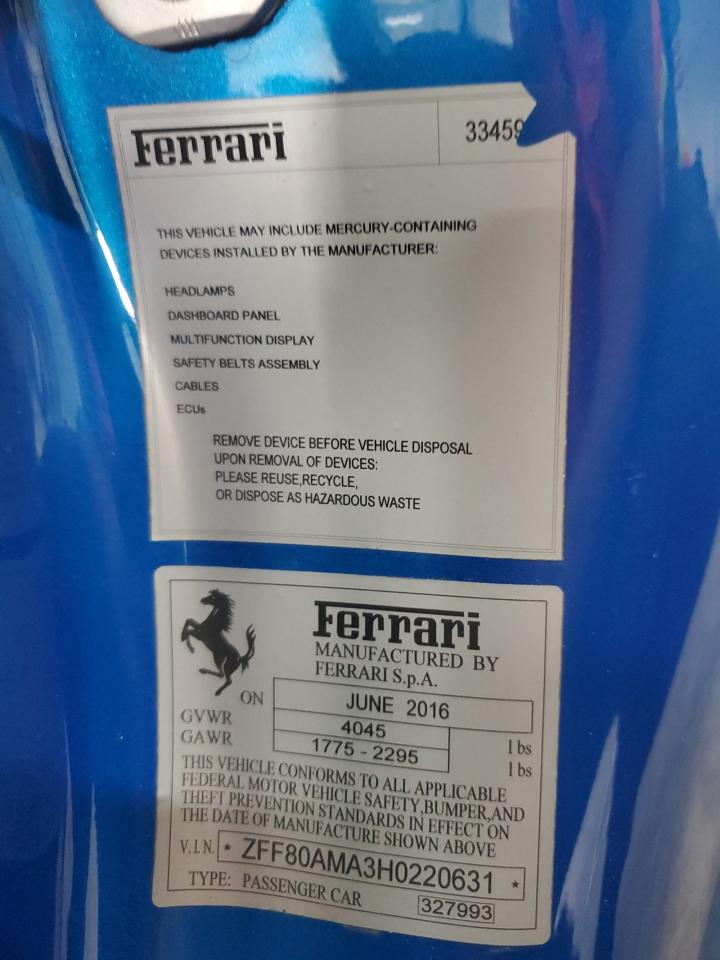 Ferrari
THIS VEHICLE MAY INCLUDE MERCURY-CONTAINING
DEVICES INSTALLED BY THE MANUFACTURER:
HEADLAMPS
DASHBOARD PANEL
MULTIFUNCTION DISPLAY
SAFETY BELTS ASSEMBLY
CABLES
ECUs
REMOVE DEVICE BEFORE VEHICLE DISPOSAL
UPON REMOVAL OF DEVICES:
PLEASE REUSE,RECYCLE,
OR DISPOSE AS HAZARDOUS WASTE
Ferrari
MANUFACTURED BY
FERRARI S.p.A.
ON JUNE 2016
GVWR 4045 lbs
GAWR 1775 - 2295 lbs
THIS VEHICLE CONFORMS TO ALL APPLICABLE
FEDERAL MOTOR VEHICLE SAFETY,BUMPER,AND
THEFT PREVENTION STANDARDS IN EFFECT ON
THE DATE OF MANUFACTURE SHOWN ABOVE
V.I.N. * ZFF80AMA3H0220631 *
TYPE: PASSENGER CAR 327993